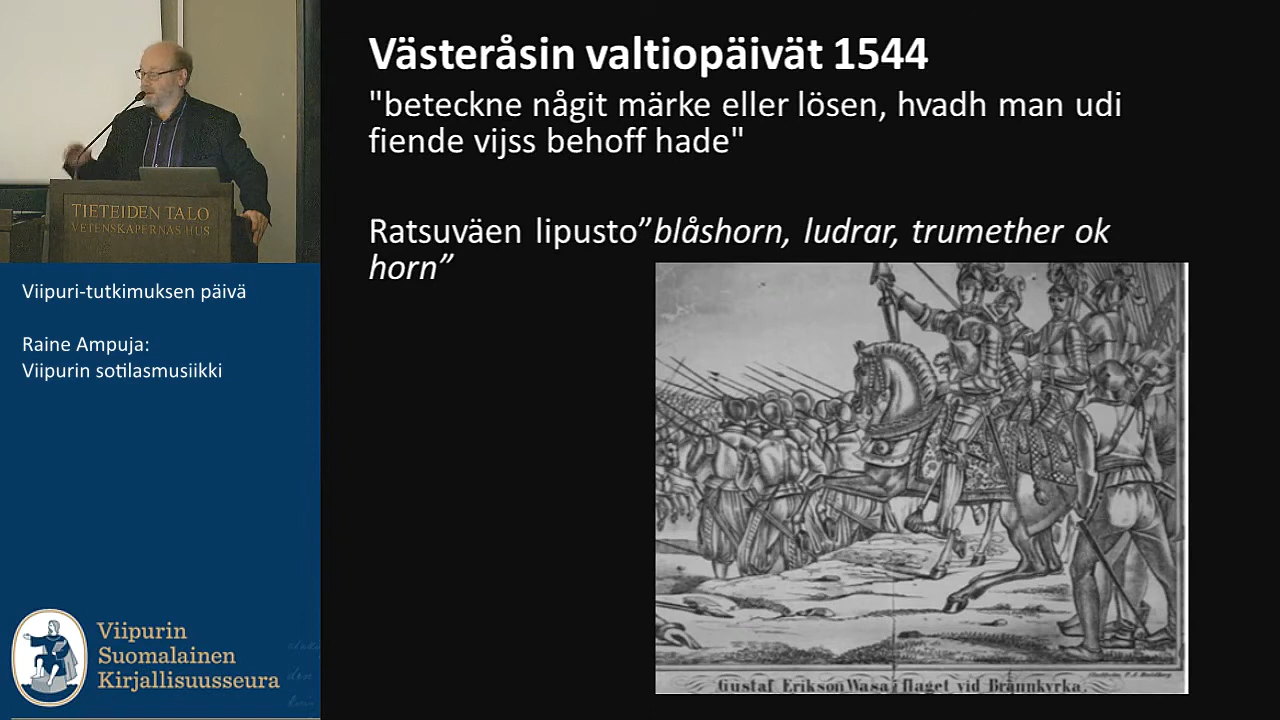 Västeråsin valtiopäivät 1544
"beteckne någit märke eller lösen, hvadh man udi
fiende vijss behoff hade"
Ratsuväen lipusto”blåshorn, ludrar, trumether ok
horn”
TIETEIDEN TALO
VETENSKAPERNAS HUS
Viipuri-tutkimuksen päivä
Raine Ampuja:
Viipurin sotilasmusiikki
Viipurin
Suomalainen
Kirjallisuusseura
Gustaf Erikson Wasa i slaget vid Brännkyrka.